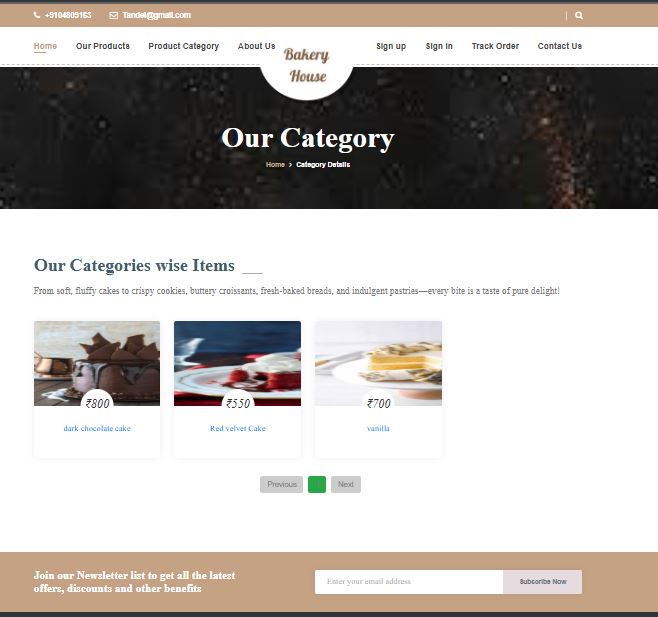 +9104809163 Tandel@gmail.com
Home Our Products Product Category About Us Bakery House Sign up Sign in Track Order Contact Us
Our Category
Home > Category Details
Our Categories wise Items
From soft, fluffy cakes to crispy cookies, buttery croissants, fresh-baked breads, and indulgent pastries—every bite is a taste of pure delight!
₹800 ₹550 ₹700
dark chocolate cake Red velvet Cake vanilla
Previous Next
Join our Newsletter list to get all the latest
offers, discounts and other benefits
Enter your email address Subscribe Now